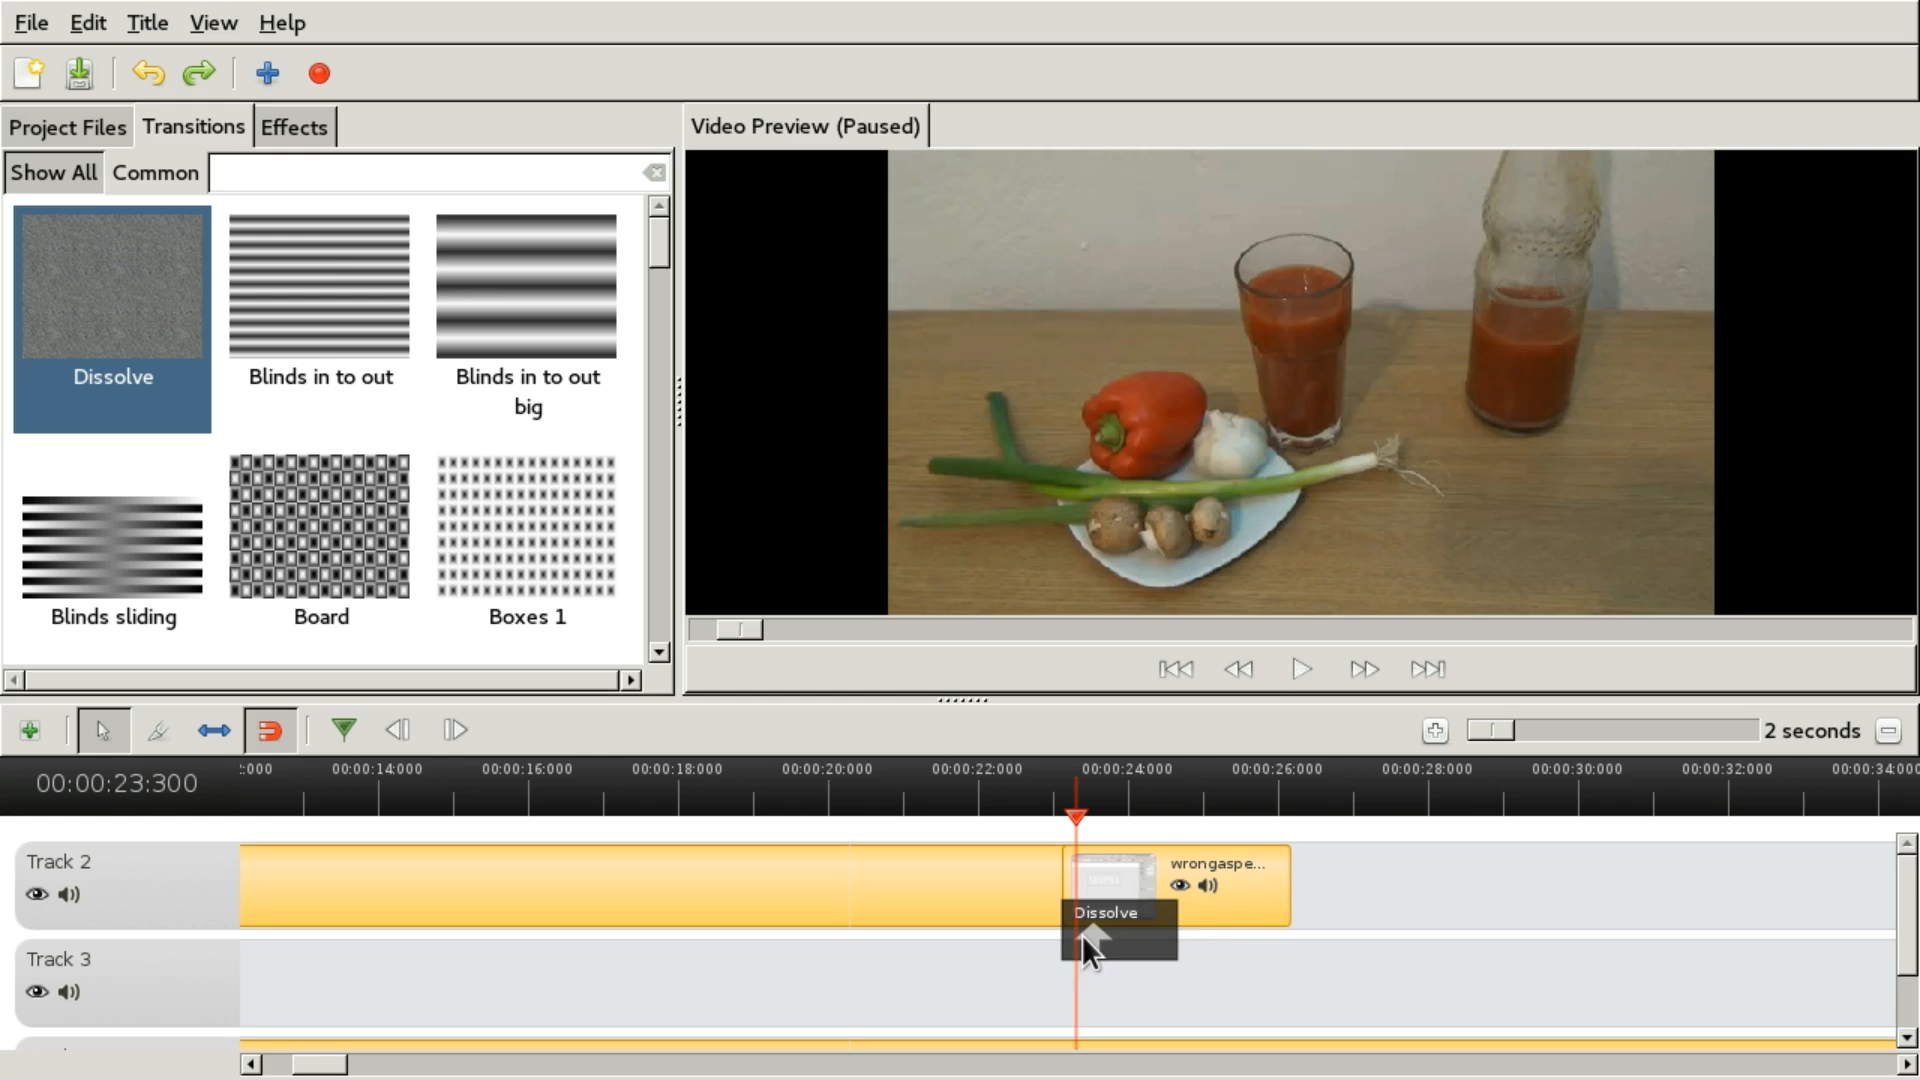 File Edit Title View Help
Project Files Transitions Effects
Show All Common
Dissolve
Blinds in to out
Blinds in to out
big
Blinds sliding
Board
Boxes 1
Video Preview (Paused)
2 seconds
00:00:23:300
::000 00:00:14:000 00:00:16:000 00:00:18:000 00:00:20:000 00:00:22:000 00:00:24:000 00:00:26:000 00:00:28:000 00:00:30:000 00:00:32:000 00:00:34:000
Track 2
wrongaspe...
Dissolve
Track 3